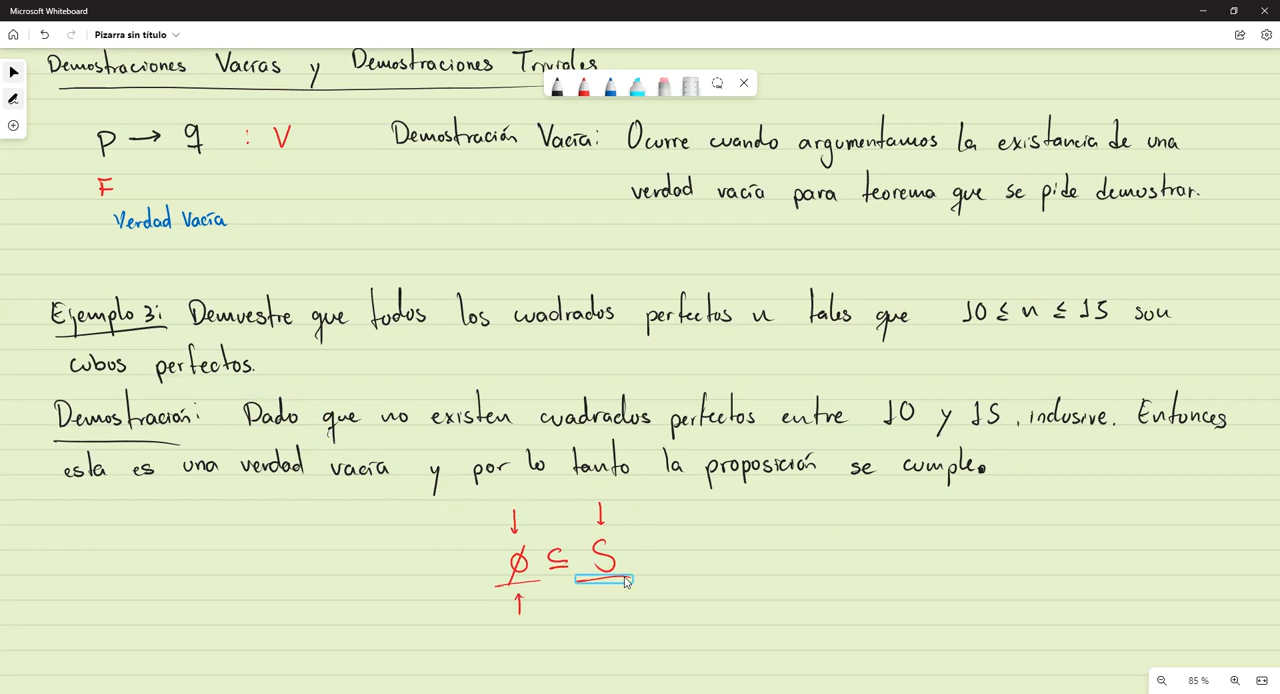 Microsoft Whiteboard
Pizarra sin título
Demostraciones Vacías y Demostraciones Triviales
p → q : V
Demostración Vacía: Ocurre cuando argumentamos la existancia de una
F
verdad vacía para teorema que se pide demostrar.
Verdad Vacía
Ejemplo 3: Demuestre que todos los cuadrados perfectos n tales que 10 ≤ n ≤ 15 son
cubos perfectos.
Demostración: Dado que no existen cuadrados perfectos entre 10 y 15, inclusive. Entonces
esta es una verdad vacía y por lo tanto la proposición se cumple.
↓ ↓
∅ ⊆ S
↑
85 %